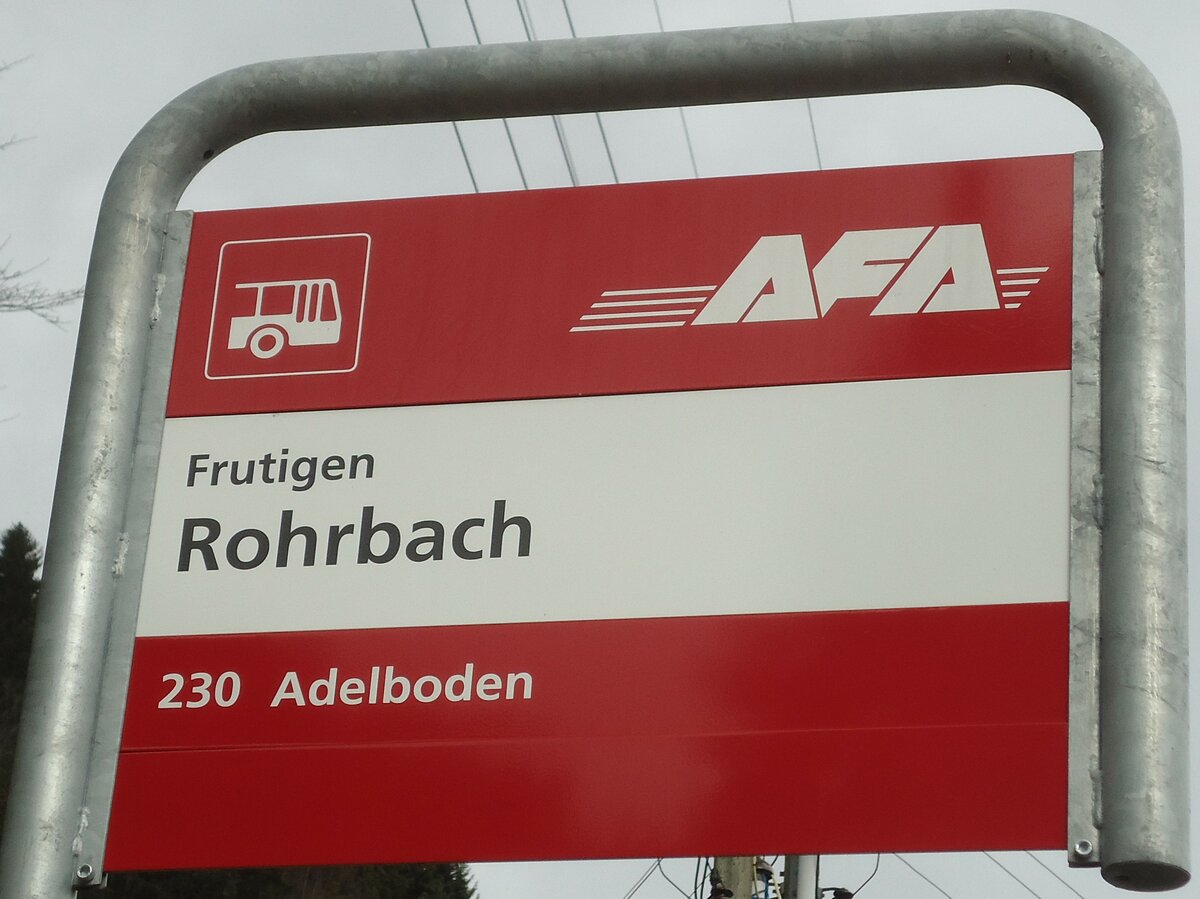 AFA
Frutigen
Rohrbach
230 Adelboden